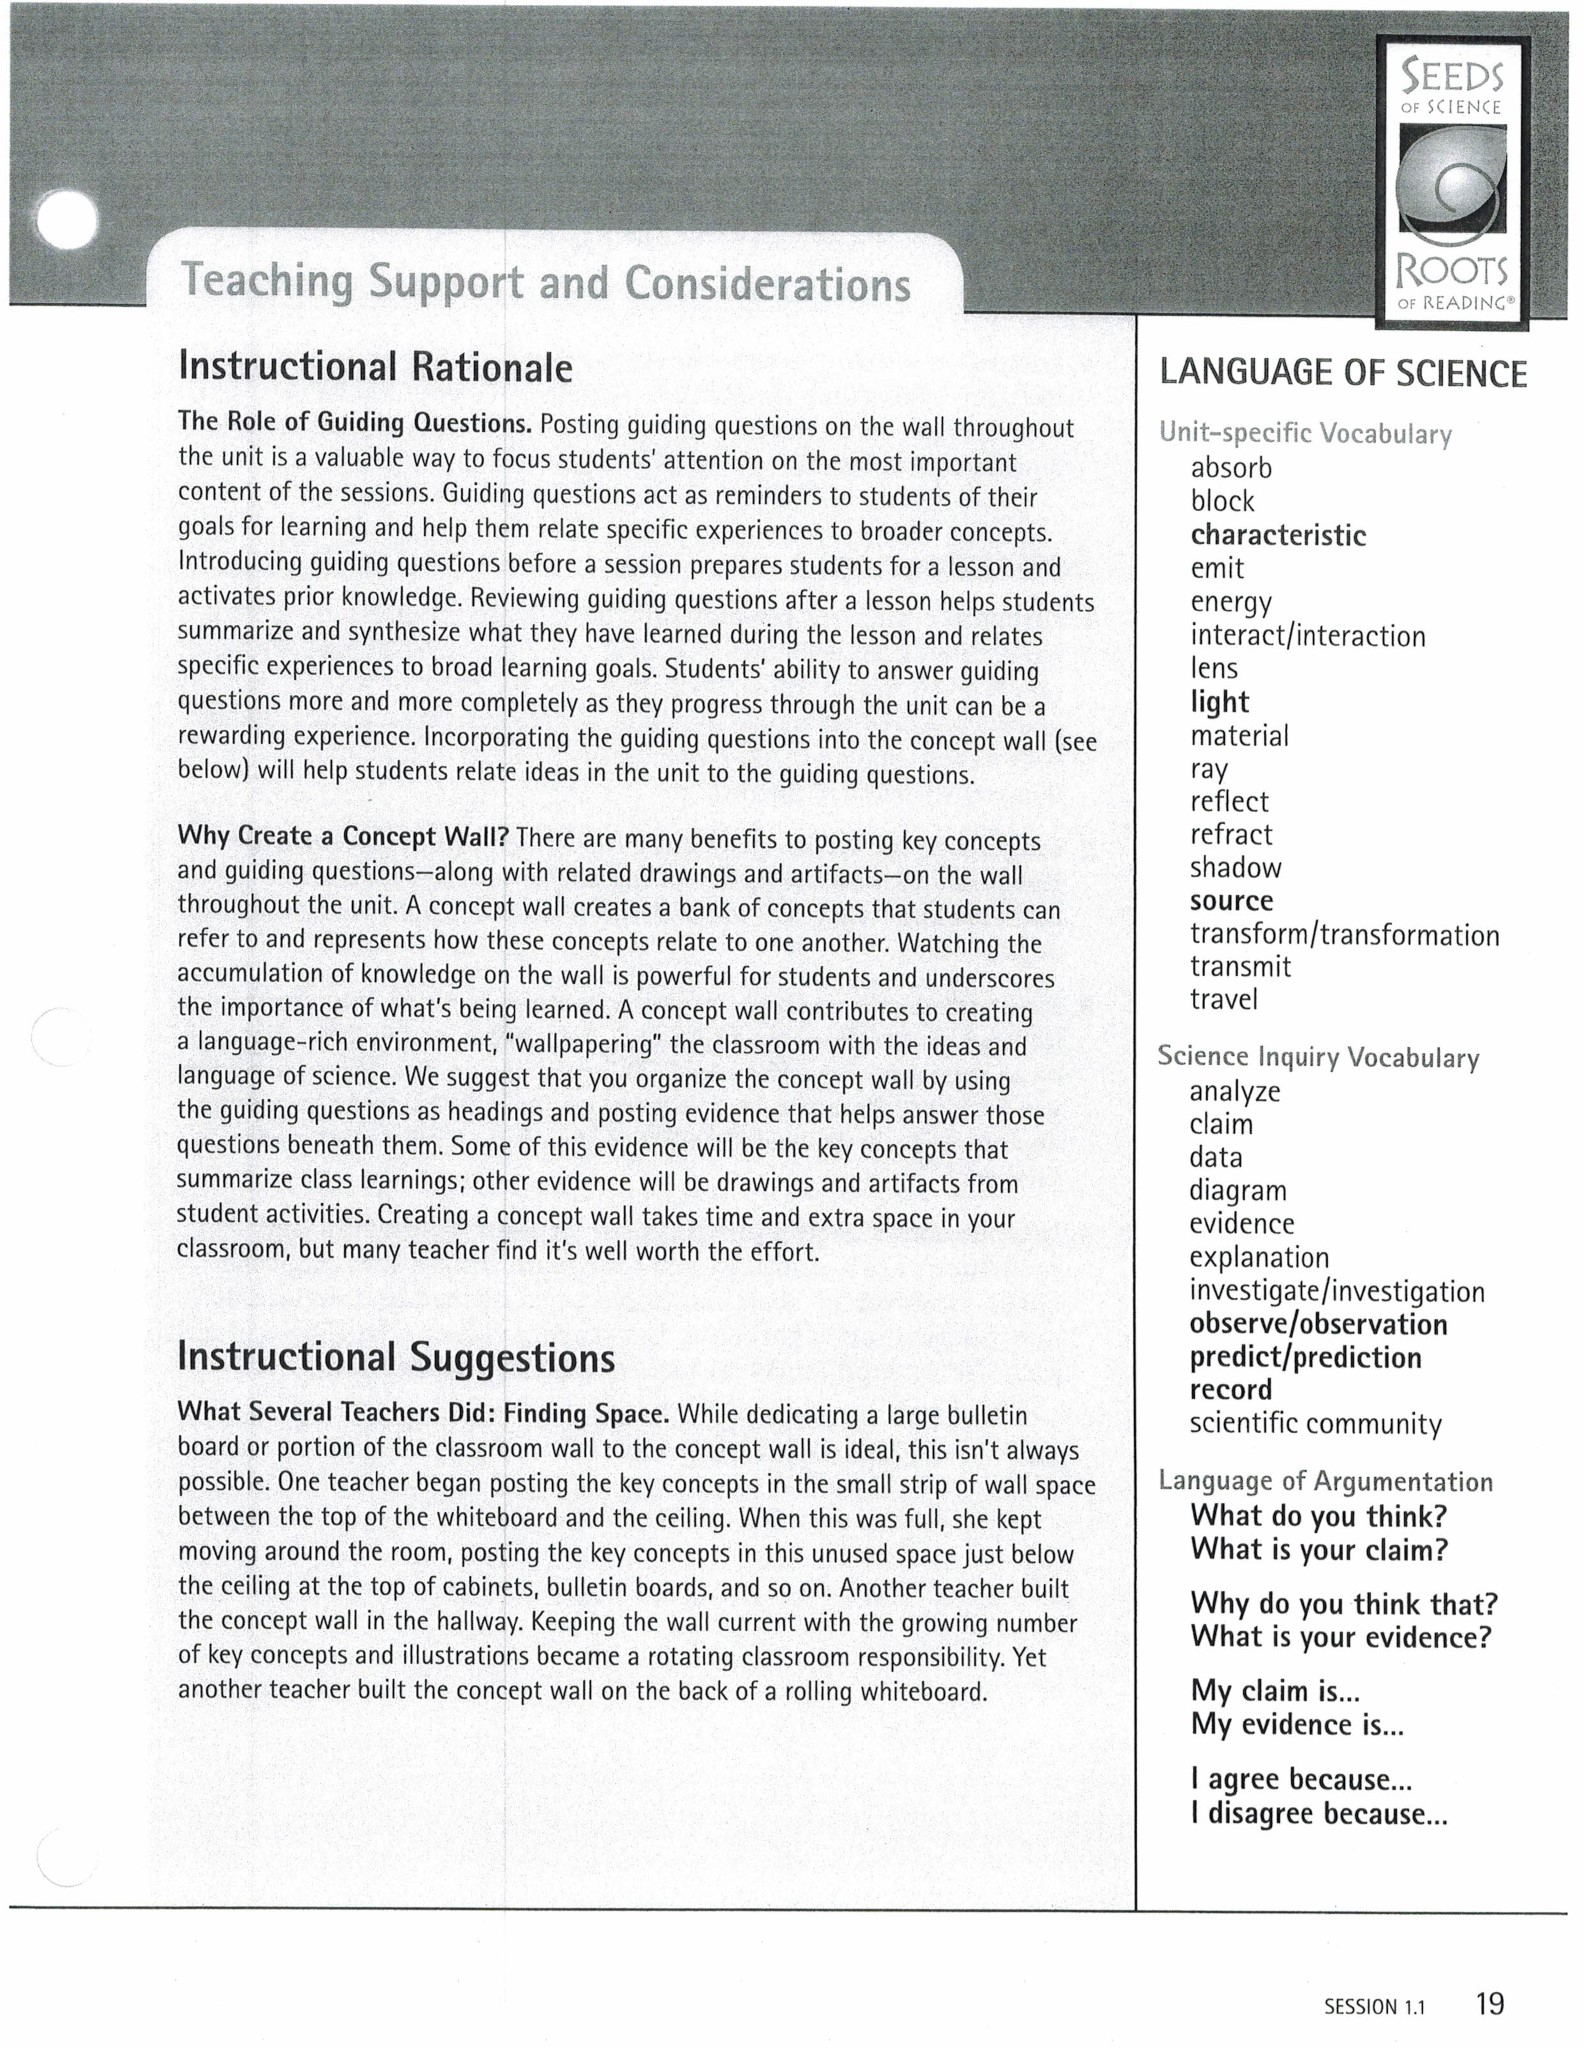 SEEDS
OF SCIENCE
ROOTS
OF READING®
Teaching Support and Considerations
Instructional Rationale
The Role of Guiding Questions. Posting guiding questions on the wall throughout
the unit is a valuable way to focus students' attention on the most important
content of the sessions. Guiding questions act as reminders to students of their
goals for learning and help them relate specific experiences to broader concepts.
Introducing guiding questions before a session prepares students for a lesson and
activates prior knowledge. Reviewing guiding questions after a lesson helps students
summarize and synthesize what they have learned during the lesson and relates
specific experiences to broad learning goals. Students' ability to answer guiding
questions more and more completely as they progress through the unit can be a
rewarding experience. Incorporating the guiding questions into the concept wall (see
below) will help students relate ideas in the unit to the guiding questions.
Why Create a Concept Wall? There are many benefits to posting key concepts
and guiding questions—along with related drawings and artifacts—on the wall
throughout the unit. A concept wall creates a bank of concepts that students can
refer to and represents how these concepts relate to one another. Watching the
accumulation of knowledge on the wall is powerful for students and underscores
the importance of what's being learned. A concept wall contributes to creating
a language-rich environment, "wallpapering" the classroom with the ideas and
language of science. We suggest that you organize the concept wall by using
the guiding questions as headings and posting evidence that helps answer those
questions beneath them. Some of this evidence will be the key concepts that
summarize class learnings; other evidence will be drawings and artifacts from
student activities. Creating a concept wall takes time and extra space in your
classroom, but many teacher find it's well worth the effort.
Instructional Suggestions
What Several Teachers Did: Finding Space. While dedicating a large bulletin
board or portion of the classroom wall to the concept wall is ideal, this isn't always
possible. One teacher began posting the key concepts in the small strip of wall space
between the top of the whiteboard and the ceiling. When this was full, she kept
moving around the room, posting the key concepts in this unused space just below
the ceiling at the top of cabinets, bulletin boards, and so on. Another teacher built
the concept wall in the hallway. Keeping the wall current with the growing number
of key concepts and illustrations became a rotating classroom responsibility. Yet
another teacher built the concept wall on the back of a rolling whiteboard.
LANGUAGE OF SCIENCE
Unit-specific Vocabulary
absorb
block
characteristic
emit
energy
interact/interaction
lens
light
material
ray
reflect
refract
shadow
source
transform/transformation
transmit
travel
Science Inquiry Vocabulary
analyze
claim
data
diagram
evidence
explanation
investigate/investigation
observe/observation
predict/prediction
record
scientific community
Language of Argumentation
What do you think?
What is your claim?
Why do you think that?
What is your evidence?
My claim is...
My evidence is...
I agree because...
I disagree because...
SESSION 1.1 19